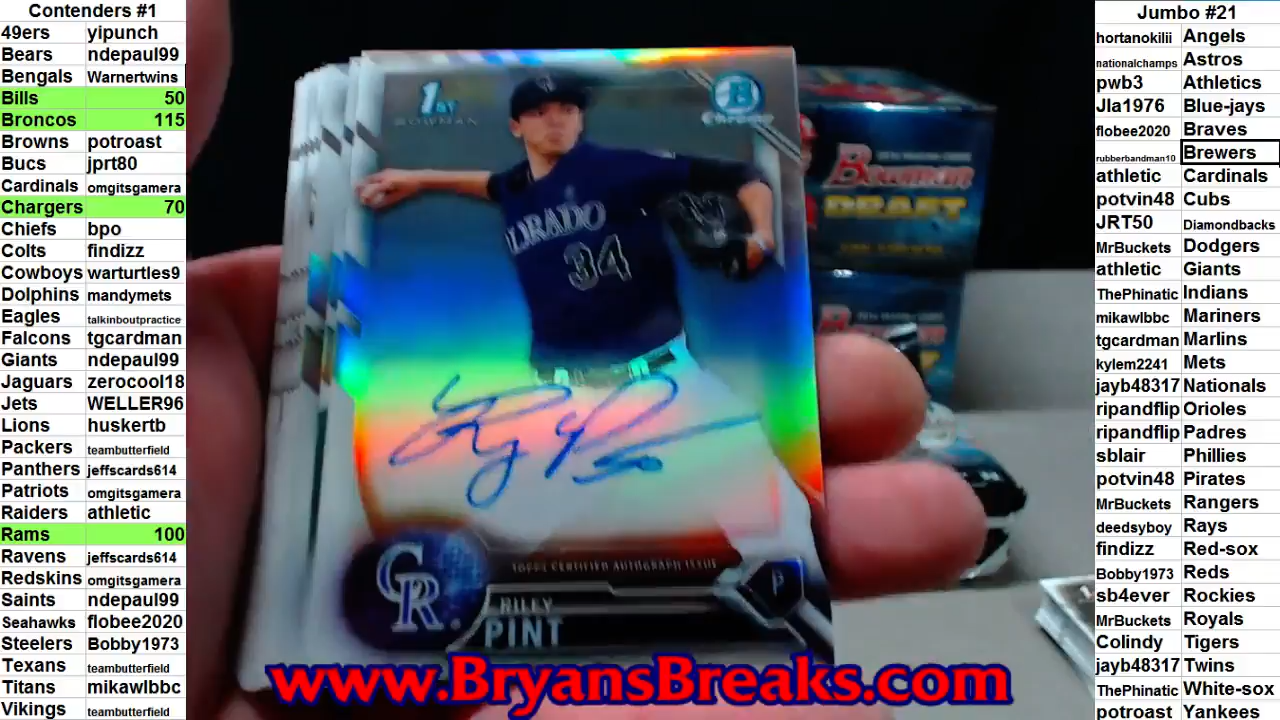 Contenders #1
49ers yipunch
Bears ndepaul99
Bengals Warnertwins
Bills 50
Broncos 115
Browns potroast
Bucs jprt80
Cardinals omgitsgamera
Chargers 70
Chiefs bpo
Colts findizz
Cowboys warturtles9
Dolphins mandymets
Eagles talkinboutpractice
Falcons tgcardman
Giants ndepaul99
Jaguars zerocool18
Jets WELLER96
Lions huskertb
Packers teambutterfield
Panthers jeffscards614
Patriots omgitsgamera
Raiders athletic
Rams 100
Ravens jeffscards614
Redskins omgitsgamera
Saints ndepaul99
Seahawks flobee2020
Steelers Bobby1973
Texans teambutterfield
Titans mikawlbbc
Vikings teambutterfield
1ST
BOWMAN
B
Chrome
LORADO
34
TOPPS CERTIFIED AUTOGRAPH ISSUE
CR
RILEY
PINT
P
Bowman
DRAFT
www.BryansBreaks.com
Jumbo #21
hortanokilii Angels
nationalchamps Astros
pwb3 Athletics
Jla1976 Blue-jays
flobee2020 Braves
rubberbandman10 Brewers
athletic Cardinals
potvin48 Cubs
JRT50 Diamondbacks
MrBuckets Dodgers
athletic Giants
ThePhinatic Indians
mikawlbbc Mariners
tgcardman Marlins
kylem2241 Mets
jayb48317 Nationals
ripandflip Orioles
ripandflip Padres
sblair Phillies
potvin48 Pirates
MrBuckets Rangers
deedsyboy Rays
findizz Red-sox
Bobby1973 Reds
sb4ever Rockies
MrBuckets Royals
Colindy Tigers
jayb48317 Twins
ThePhinatic White-sox
potroast Yankees